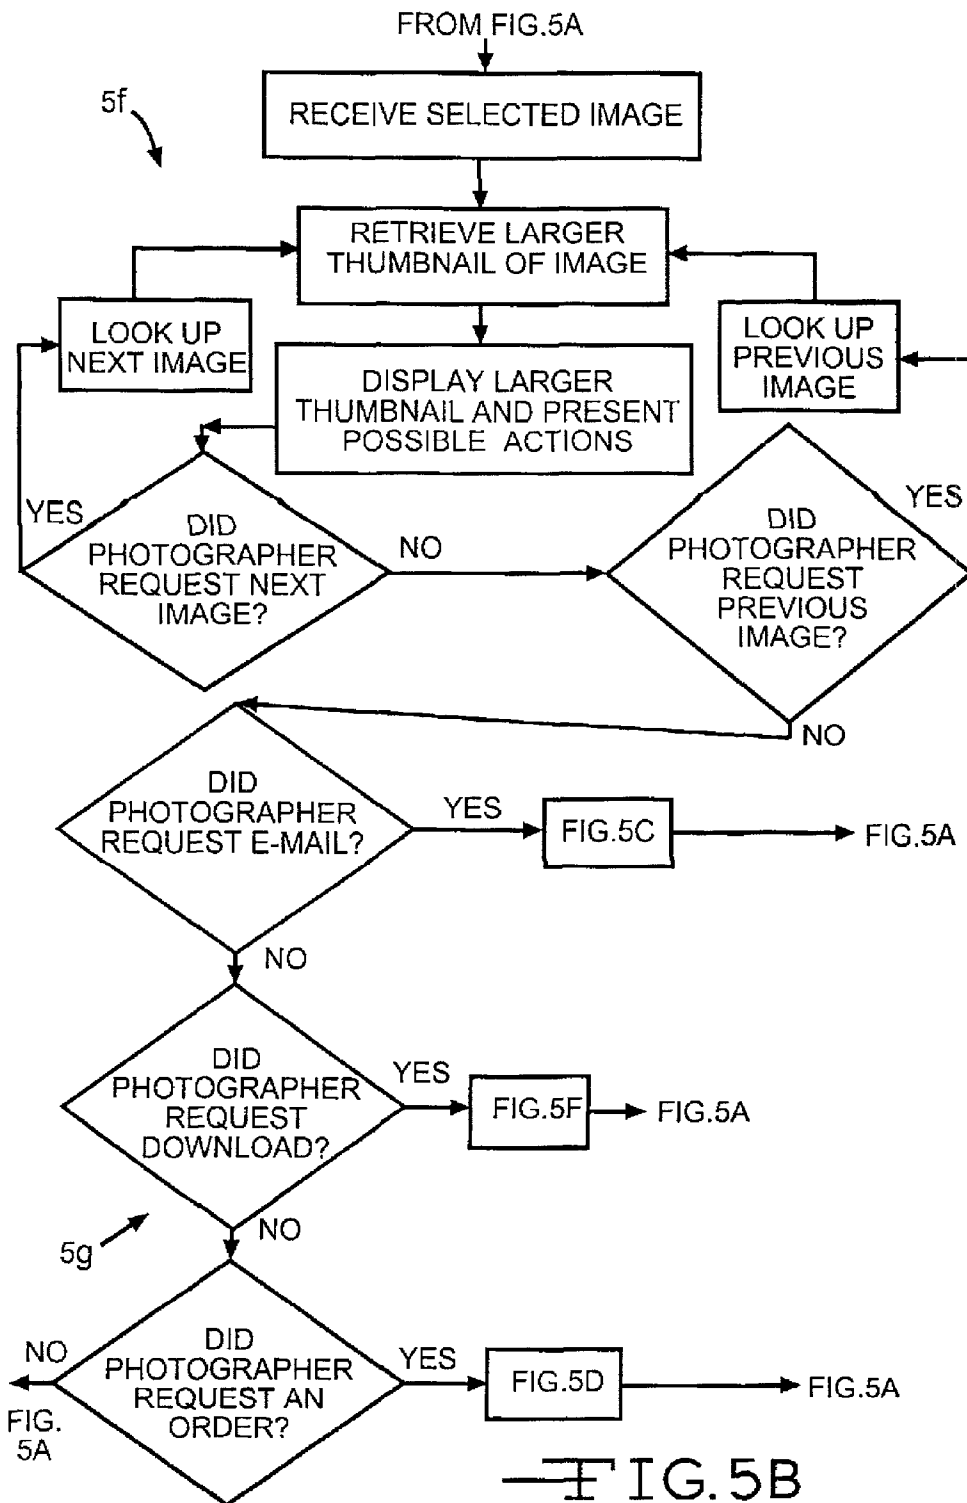 FROM FIG.5A
5f
RECEIVE SELECTED IMAGE
RETRIEVE LARGER
THUMBNAIL OF IMAGE
LOOK UP
NEXT IMAGE
LOOK UP
PREVIOUS
IMAGE
DISPLAY LARGER
THUMBNAIL AND PRESENT
POSSIBLE ACTIONS
YES
DID
PHOTOGRAPHER
REQUEST NEXT
IMAGE?
NO
DID
PHOTOGRAPHER
REQUEST
PREVIOUS
IMAGE?
YES
NO
DID
PHOTOGRAPHER
REQUEST E-MAIL?
YES
FIG.5C
FIG.5A
NO
DID
PHOTOGRAPHER
REQUEST
DOWNLOAD?
YES
FIG.5F
FIG.5A
5g
NO
NO
FIG.
5A
DID
PHOTOGRAPHER
REQUEST AN
ORDER?
YES
FIG.5D
FIG.5A
FIG.5B